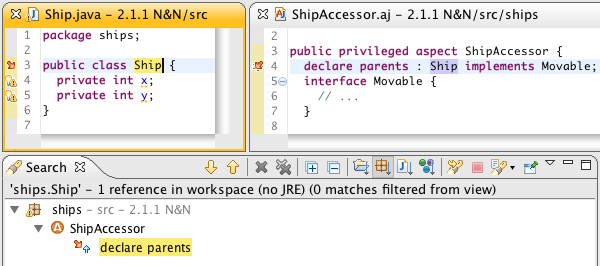 Ship.java - 2.1.1 N&N/src
1 package ships;
2
3 public class Ship {
4 private int x;
5 private int y;
6 }
7
ShipAccessor.aj - 2.1.1 N&N/src/ships
2
3 public privileged aspect ShipAccessor {
4 declare parents : Ship implements Movable;
5 interface Movable {
6 // ...
7 }
8
Search
'ships.Ship' - 1 reference in workspace (no JRE) (0 matches filtered from view)
ships - src - 2.1.1 N&N
A ShipAccessor
declare parents